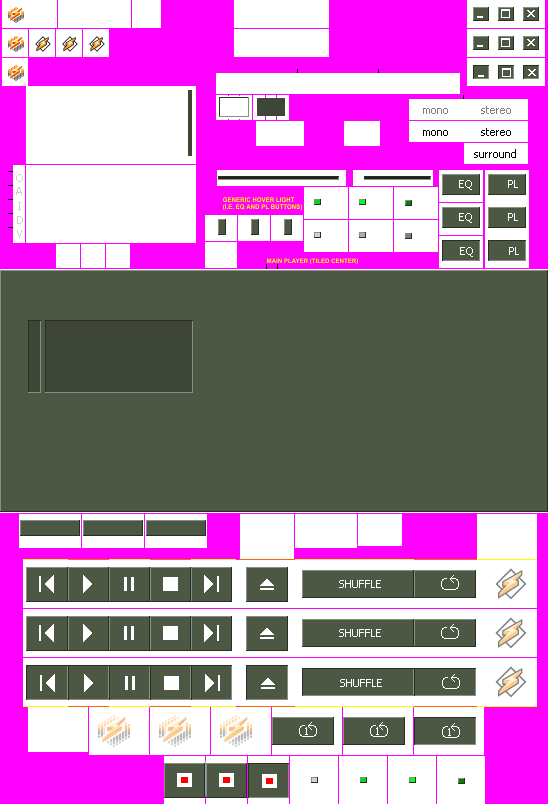 mono stereo
mono stereo
surround
O
A
I
D
V
EQ PL
GENERIC HOVER LIGHT
(I.E. EQ AND PL BUTTONS)
EQ PL
EQ PL
MAIN PLAYER (TILED CENTER)
SHUFFLE
SHUFFLE
SHUFFLE
1 1 1